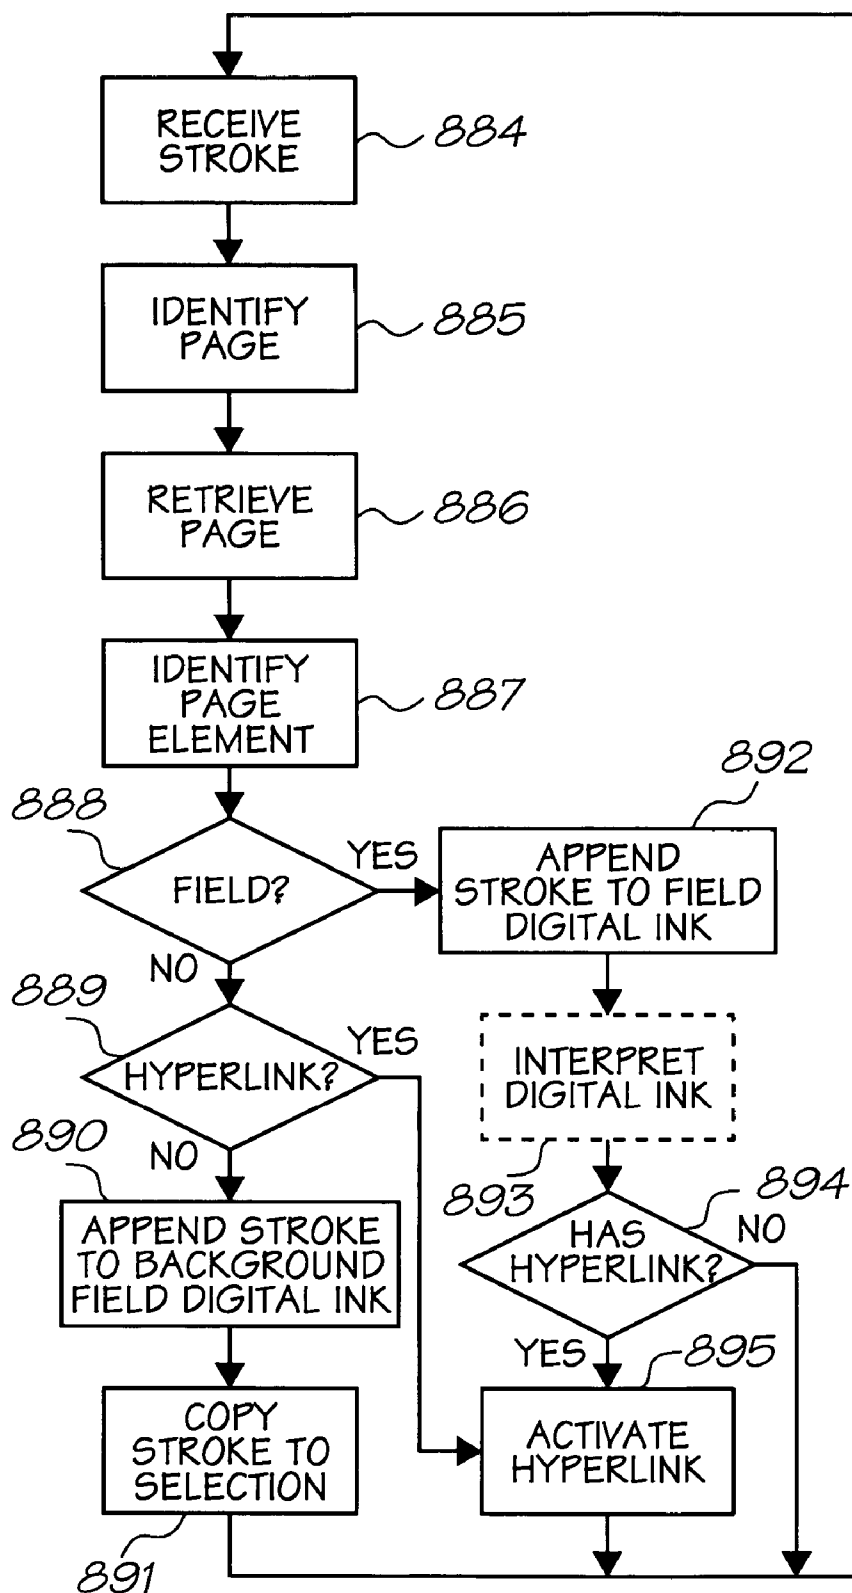 RECEIVE
STROKE
884
IDENTIFY
PAGE
885
RETRIEVE
PAGE
886
IDENTIFY
PAGE
ELEMENT
887
888
FIELD?
YES
NO
892
APPEND
STROKE TO FIELD
DIGITAL INK
889
HYPERLINK?
YES
NO
INTERPRET
DIGITAL INK
893
890
APPEND STROKE
TO BACKGROUND
FIELD DIGITAL INK
894
HAS
HYPERLINK?
NO
YES
895
COPY
STROKE TO
SELECTION
891
ACTIVATE
HYPERLINK